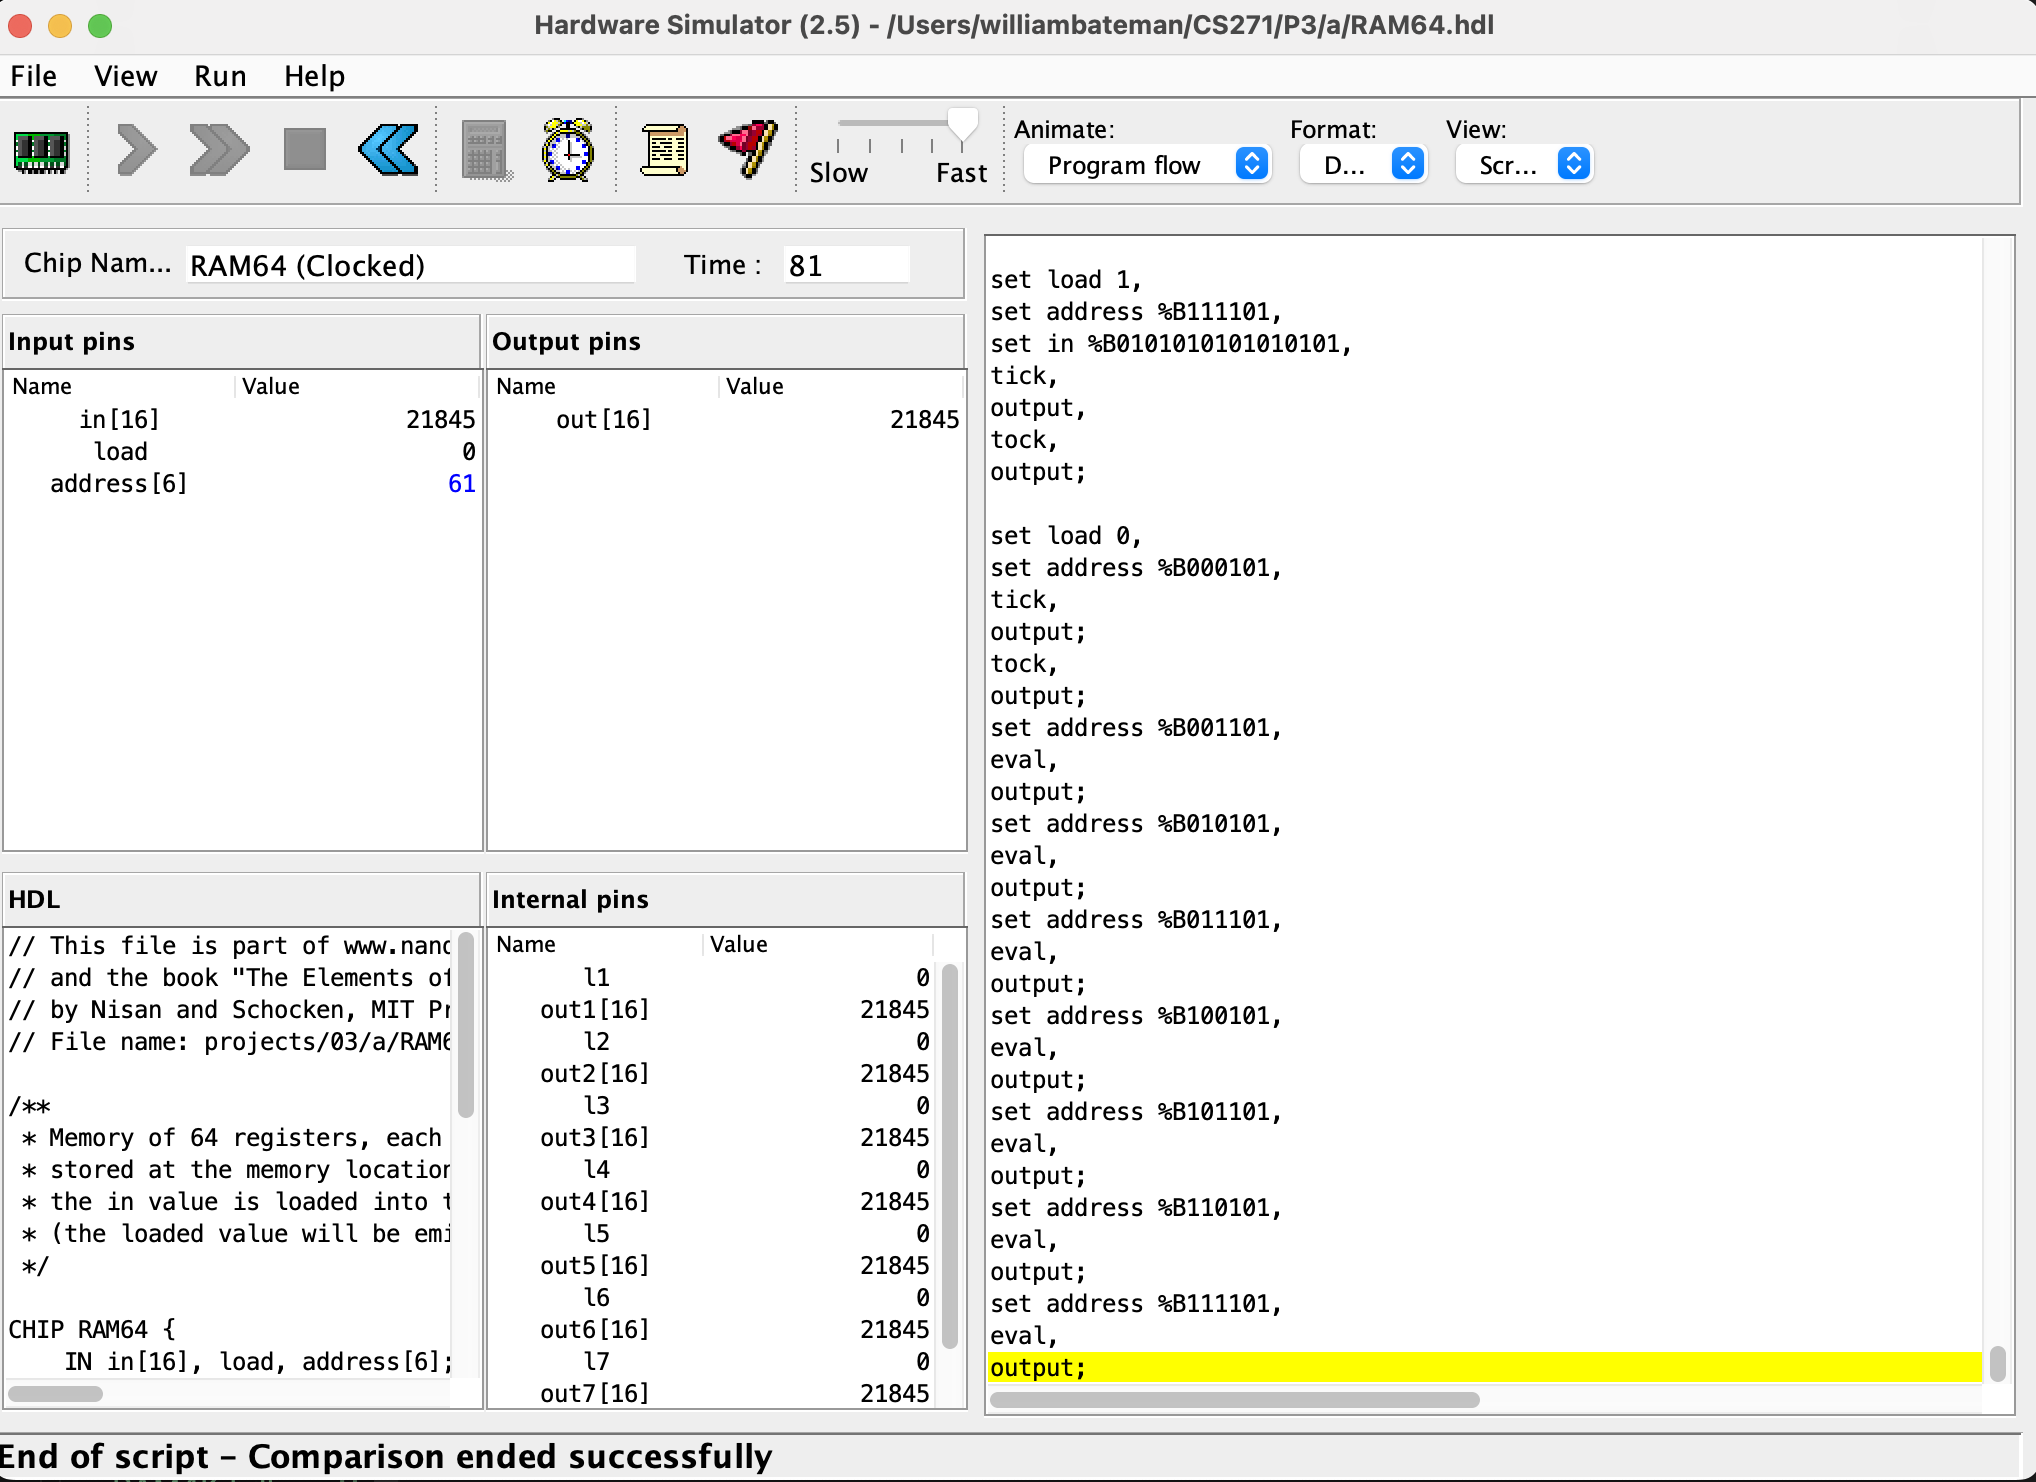 Hardware Simulator (2.5) - /Users/williambateman/CS271/P3/a/RAM64.hdl
File View Run Help
Slow Fast
Animate:
Program flow
Format:
D...
View:
Scr...
Chip Nam... RAM64 (Clocked) Time : 81
Input pins
Name Value
in[16] 21845
load 0
address[6] 61
Output pins
Name Value
out[16] 21845
HDL
// This file is part of www.nand
// and the book "The Elements of
// by Nisan and Schocken, MIT Pr
// File name: projects/03/a/RAM6
/**
* Memory of 64 registers, each
* stored at the memory location
* the in value is loaded into t
* (the loaded value will be emi
*/
CHIP RAM64 {
IN in[16], load, address[6];
Internal pins
Name Value
l1 0
out1[16] 21845
l2 0
out2[16] 21845
l3 0
out3[16] 21845
l4 0
out4[16] 21845
l5 0
out5[16] 21845
l6 0
out6[16] 21845
l7 0
out7[16] 21845
set load 1,
set address %B111101,
set in %B0101010101010101,
tick,
output,
tock,
output;
set load 0,
set address %B000101,
tick,
output;
tock,
output;
set address %B001101,
eval,
output;
set address %B010101,
eval,
output;
set address %B011101,
eval,
output;
set address %B100101,
eval,
output;
set address %B101101,
eval,
output;
set address %B110101,
eval,
output;
set address %B111101,
eval,
output;
End of script – Comparison ended successfully